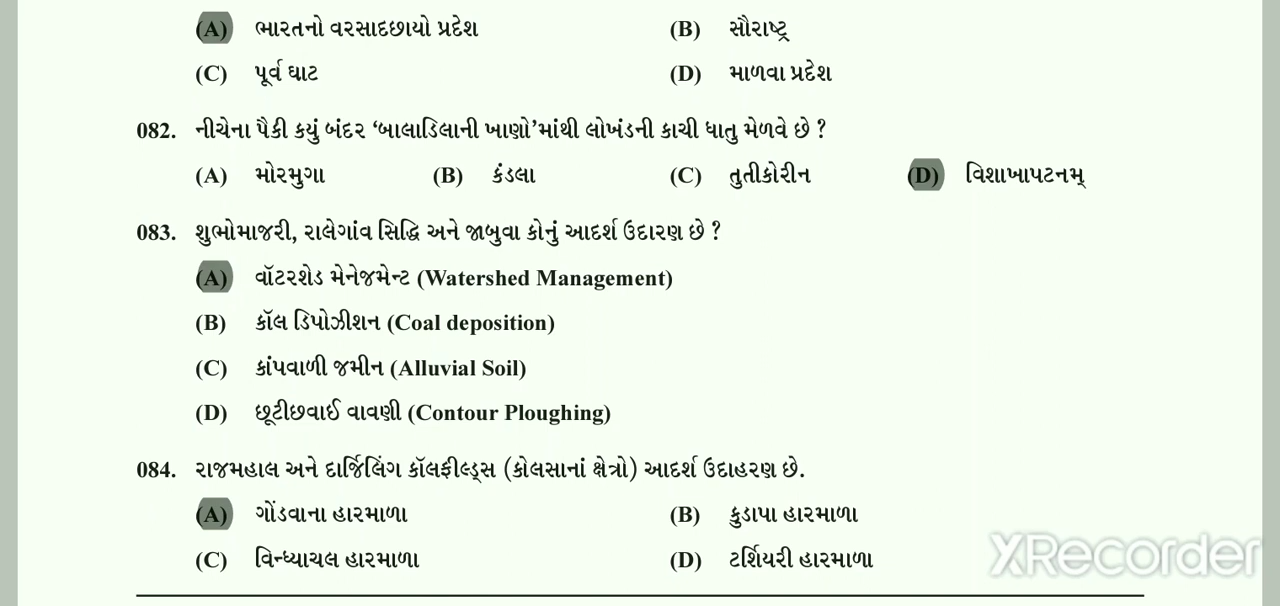 (A) ભારતનો વરસાદછાયો પ્રદેશ (B) સૌરાષ્ટ્ર
(C) પૂર્વ ઘાટ (D) માળવા પ્રદેશ
082. નીચેના પૈકી કયું બંદર ‘બાલાડિલાની ખાણો’માંથી લોખંડની કાચી ધાતુ મેળવે છે ?
(A) મોરમુગા (B) કંડલા (C) તુતીકોરીન (D) વિશાખાપટનમ્
083. શુભોમાજરી, રાલેગાંવ સિદ્ધિ અને જાબુવા કોનું આદર્શ ઉદારણ છે ?
(A) વૉટરશેડ મેનેજમેન્ટ (Watershed Management)
(B) કૉલ ડિપોઝીશન (Coal deposition)
(C) કાંપવાળી જમીન (Alluvial Soil)
(D) છૂટીછવાઈ વાવણી (Contour Ploughing)
084. રાજમહાલ અને દાર્જિલિંગ કૉલફીલ્ડ્સ (કોલસાનાં ક્ષેત્રો) આદર્શ ઉદાહરણ છે.
(A) ગોંડવાના હારમાળા (B) કુડાપા હારમાળા
(C) વિન્ધ્યાચલ હારમાળા (D) ટર્શિયરી હારમાળા
XRecorder